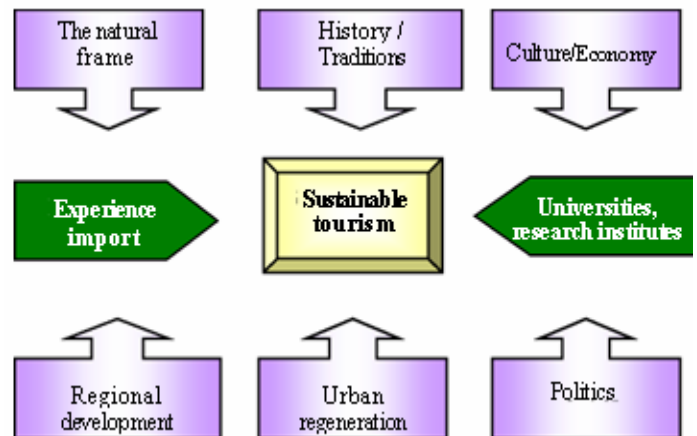 The natural
frame
History /
Traditions
Culture/Economy
Experience
import
Sustainable
tourism
Universities,
research institutes
Regional
development
Urban
regeneration
Politics